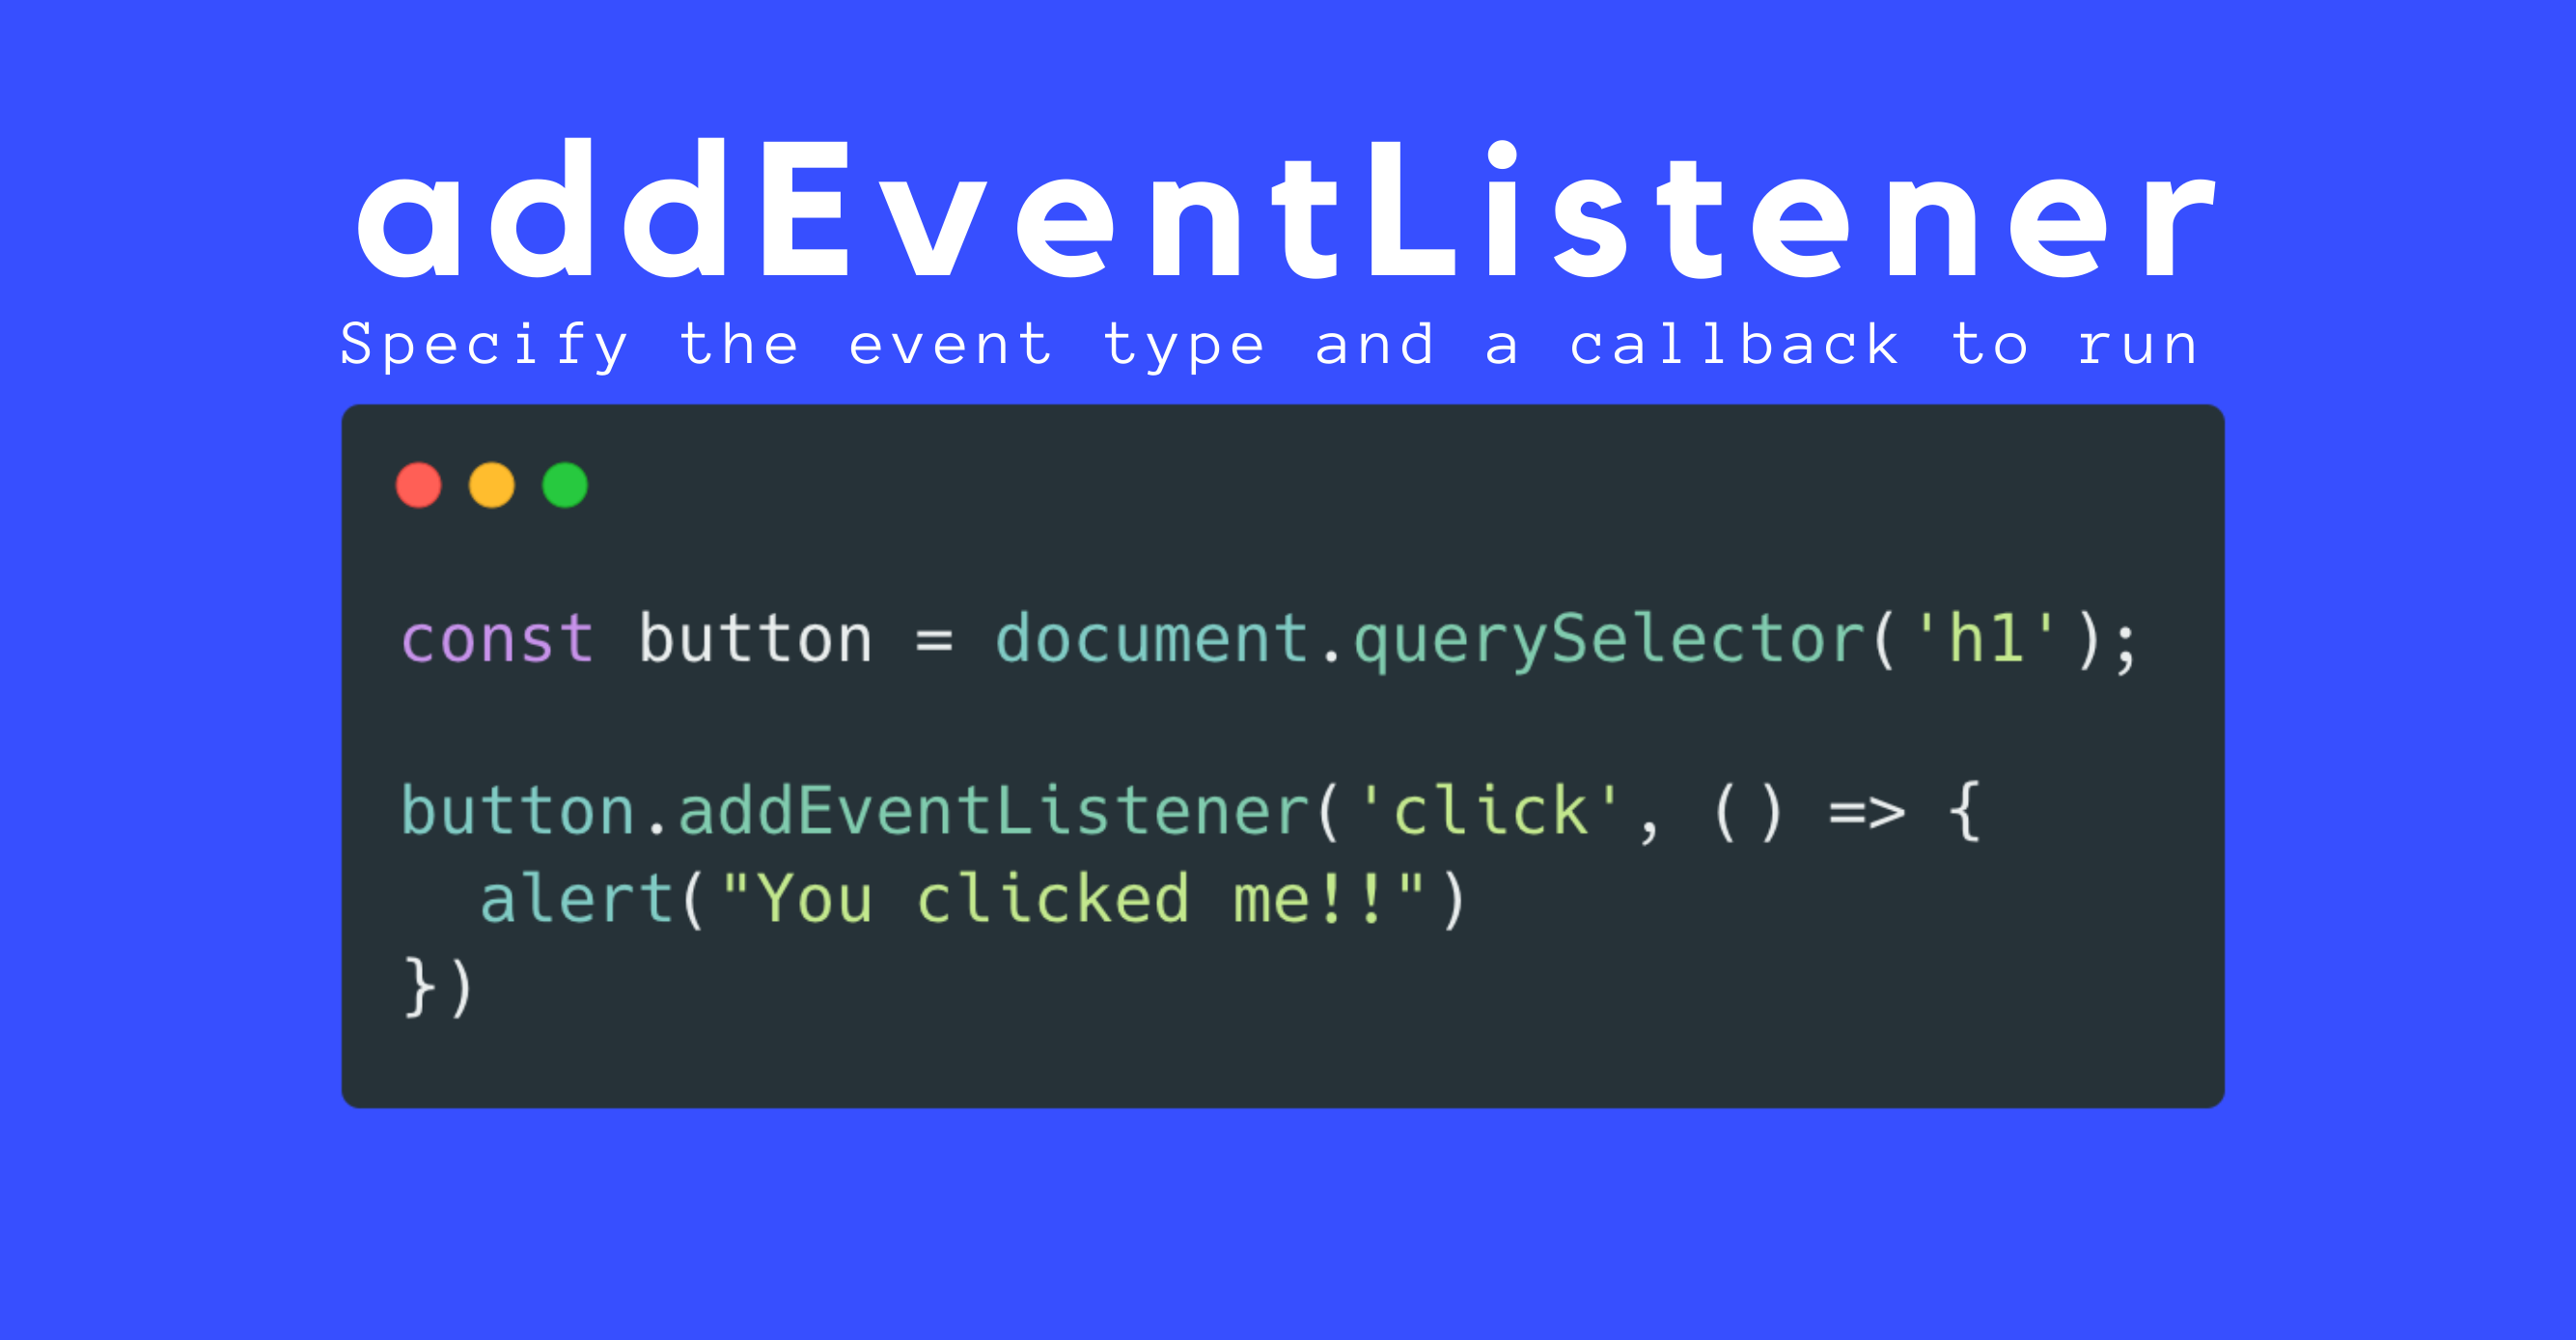 addEventListener
Specify the event type and a callback to run
const button = document.querySelector('h1');
button.addEventListener('click', () => {
  alert("You clicked me!!")
})